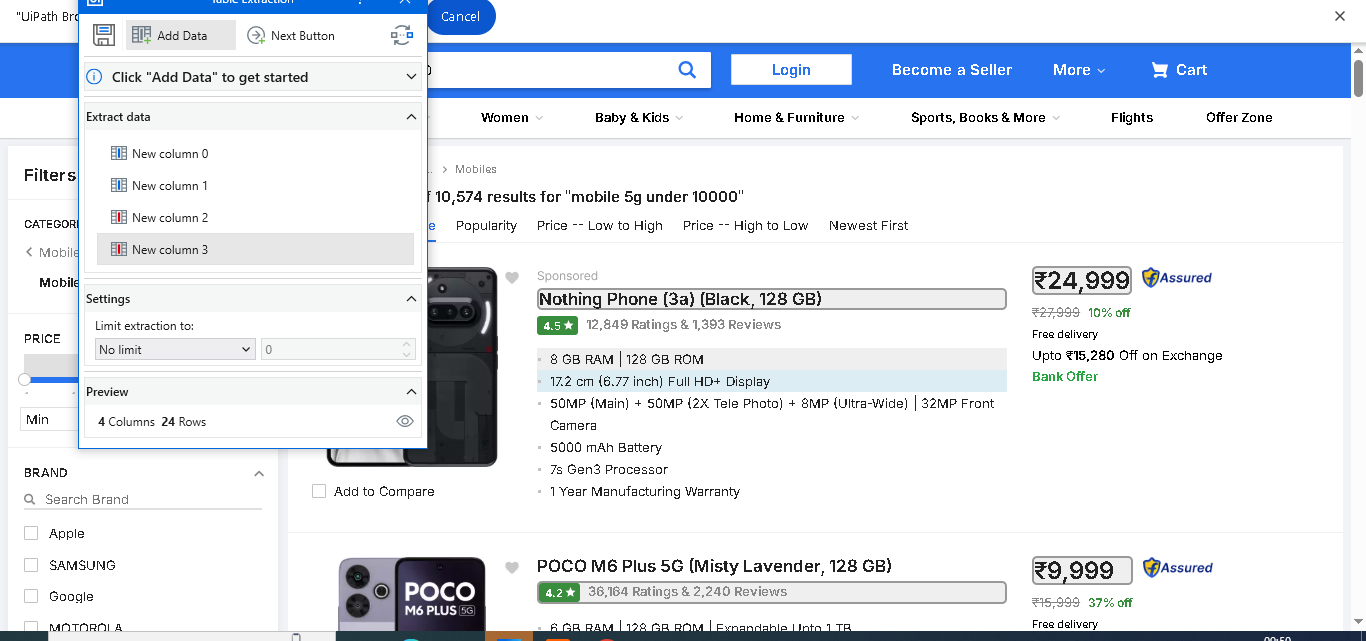 "UiPath Bro
Table Extraction
Cancel
Add Data
Next Button
Click "Add Data" to get started
Extract data
New column 0
New column 1
New column 2
New column 3
Settings
Limit extraction to:
No limit
0
Preview
4 Columns 24 Rows
0
Login
Become a Seller
More
Cart
Women
Baby & Kids
Home & Furniture
Sports, Books & More
Flights
Offer Zone
Filters
CATEGORI
Mobile
Mobile
PRICE
Min
BRAND
Search Brand
Apple
SAMSUNG
Google
MOTOROLA
... > Mobiles
f 10,574 results for "mobile 5g under 10000"
e
Popularity
Price -- Low to High
Price -- High to Low
Newest First
Sponsored
Nothing Phone (3a) (Black, 128 GB)
4.5 ★ 12,849 Ratings & 1,393 Reviews
8 GB RAM | 128 GB ROM
17.2 cm (6.77 inch) Full HD+ Display
50MP (Main) + 50MP (2X Tele Photo) + 8MP (Ultra-Wide) | 32MP Front
Camera
5000 mAh Battery
7s Gen3 Processor
1 Year Manufacturing Warranty
Add to Compare
₹24,999
Assured
₹27,999 10% off
Free delivery
Upto ₹15,280 Off on Exchange
Bank Offer
POCO
M6 PLUS 5G
POCO M6 Plus 5G (Misty Lavender, 128 GB)
4.2 ★ 36,164 Ratings & 2,240 Reviews
6 GB RAM | 128 GB ROM | Expandable Upto 1 TB
₹9,999
Assured
₹15,999 37% off
Free delivery
00:50